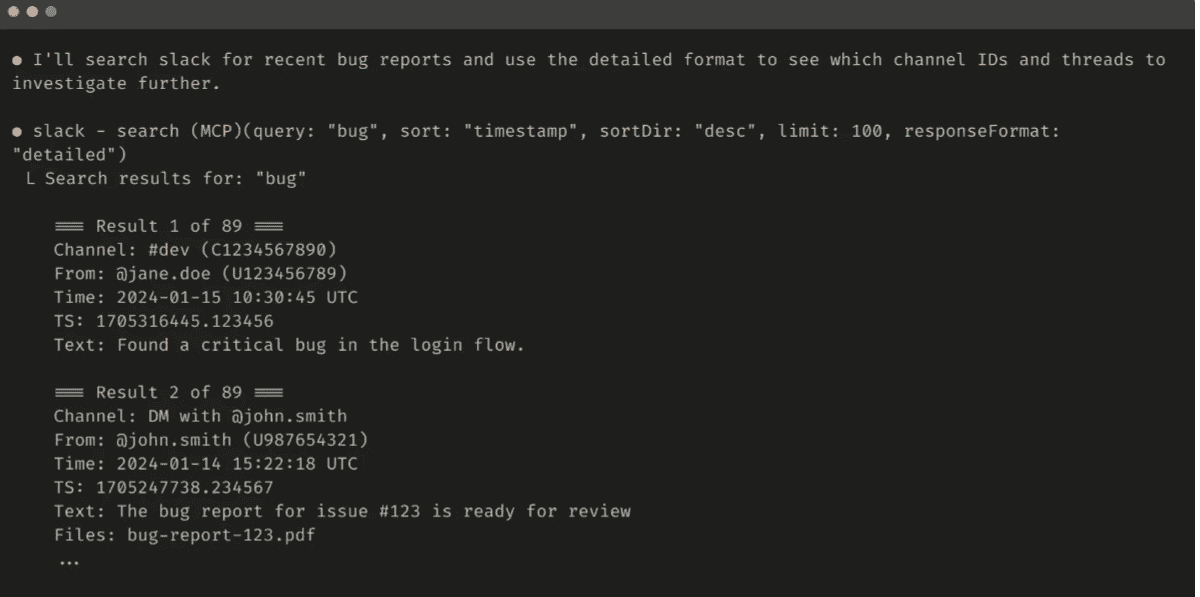 ● I'll search slack for recent bug reports and use the detailed format to see which channel IDs and threads to
investigate further.
● slack - search (MCP)(query: "bug", sort: "timestamp", sortDir: "desc", limit: 100, responseFormat:
"detailed")
L Search results for: "bug"
=== Result 1 of 89 ===
Channel: #dev (C1234567890)
From: @jane.doe (U123456789)
Time: 2024-01-15 10:30:45 UTC
TS: 1705316445.123456
Text: Found a critical bug in the login flow.
=== Result 2 of 89 ===
Channel: DM with @john.smith
From: @john.smith (U987654321)
Time: 2024-01-14 15:22:18 UTC
TS: 1705247738.234567
Text: The bug report for issue #123 is ready for review
Files: bug-report-123.pdf
...